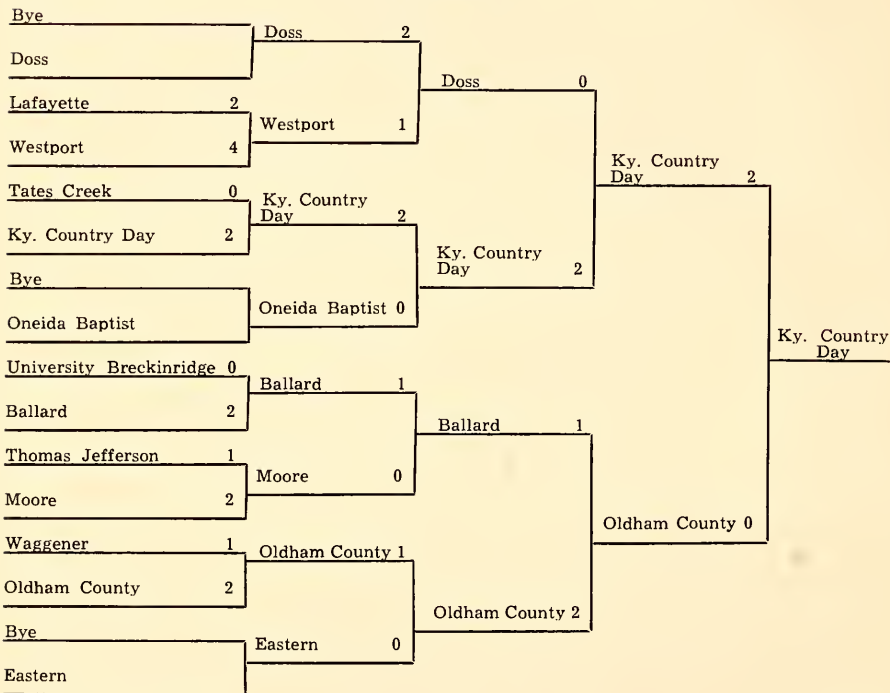 Bye
Doss
Lafayette 2
Westport 4
Tates Creek 0
Ky. Country Day 2
Bye
Oneida Baptist
University Breckinridge 0
Ballard 2
Thomas Jefferson 1
Moore 2
Waggener 1
Oldham County 2
Bye
Eastern
Doss 2
Westport 1
Ky. Country
Day 2
Oneida Baptist 0
Ballard 1
Moore 0
Oldham County 1
Eastern 0
Doss 0
Ky. Country
Day 2
Ballard 1
Oldham County 2
Ky. Country
Day 2
Oldham County 0
Ky. Country
Day